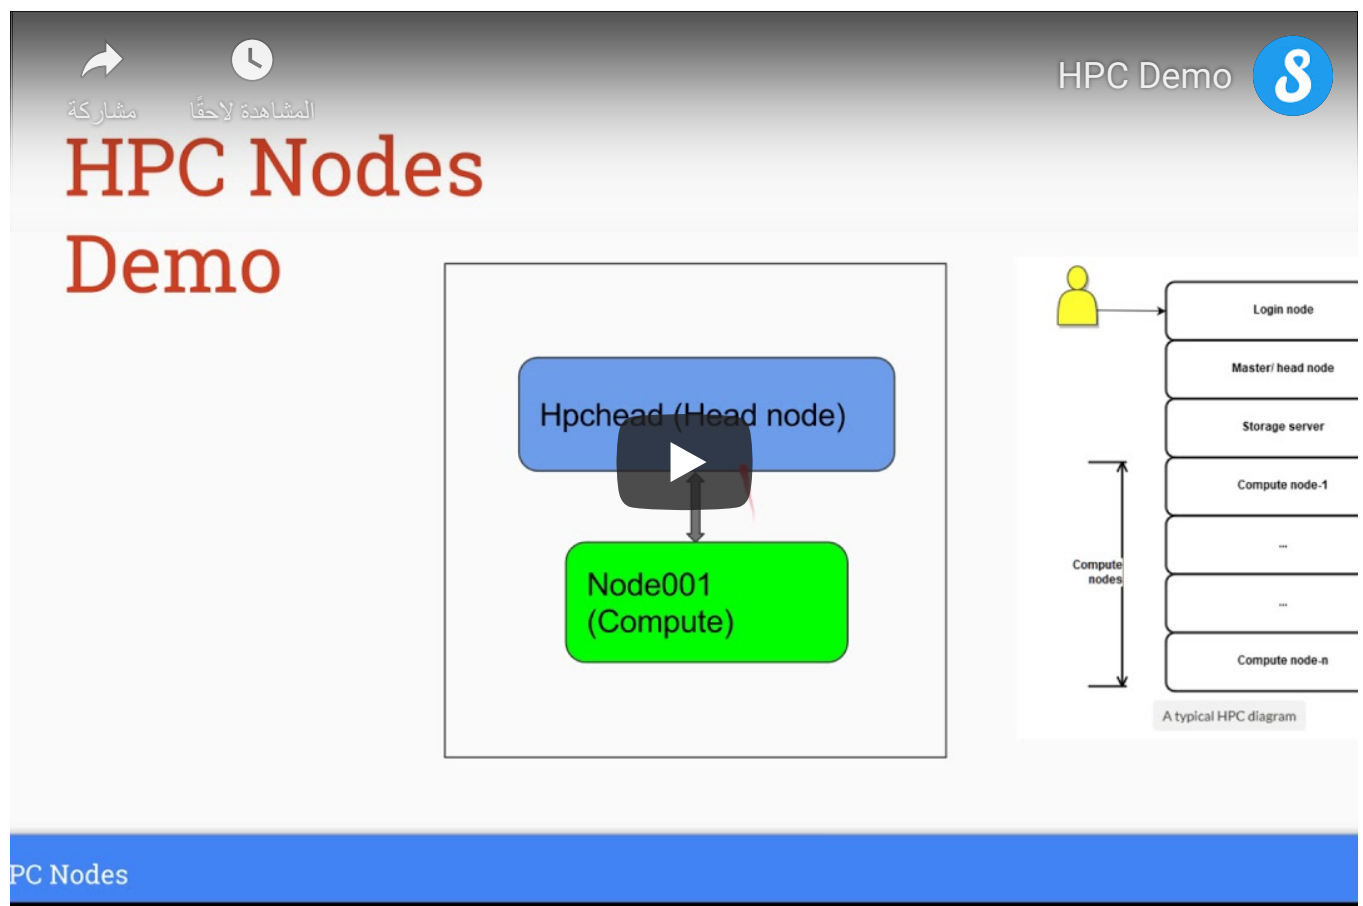 مشاركة
المشاهدة لاحقًا
HPC Demo
HPC Nodes
Demo
Hpchead (Head node)
Node001
(Compute)
Login node
Master/ head node
Storage server
Compute node-1
...
...
Compute node-n
Compute
nodes
A typical HPC diagram
PC Nodes